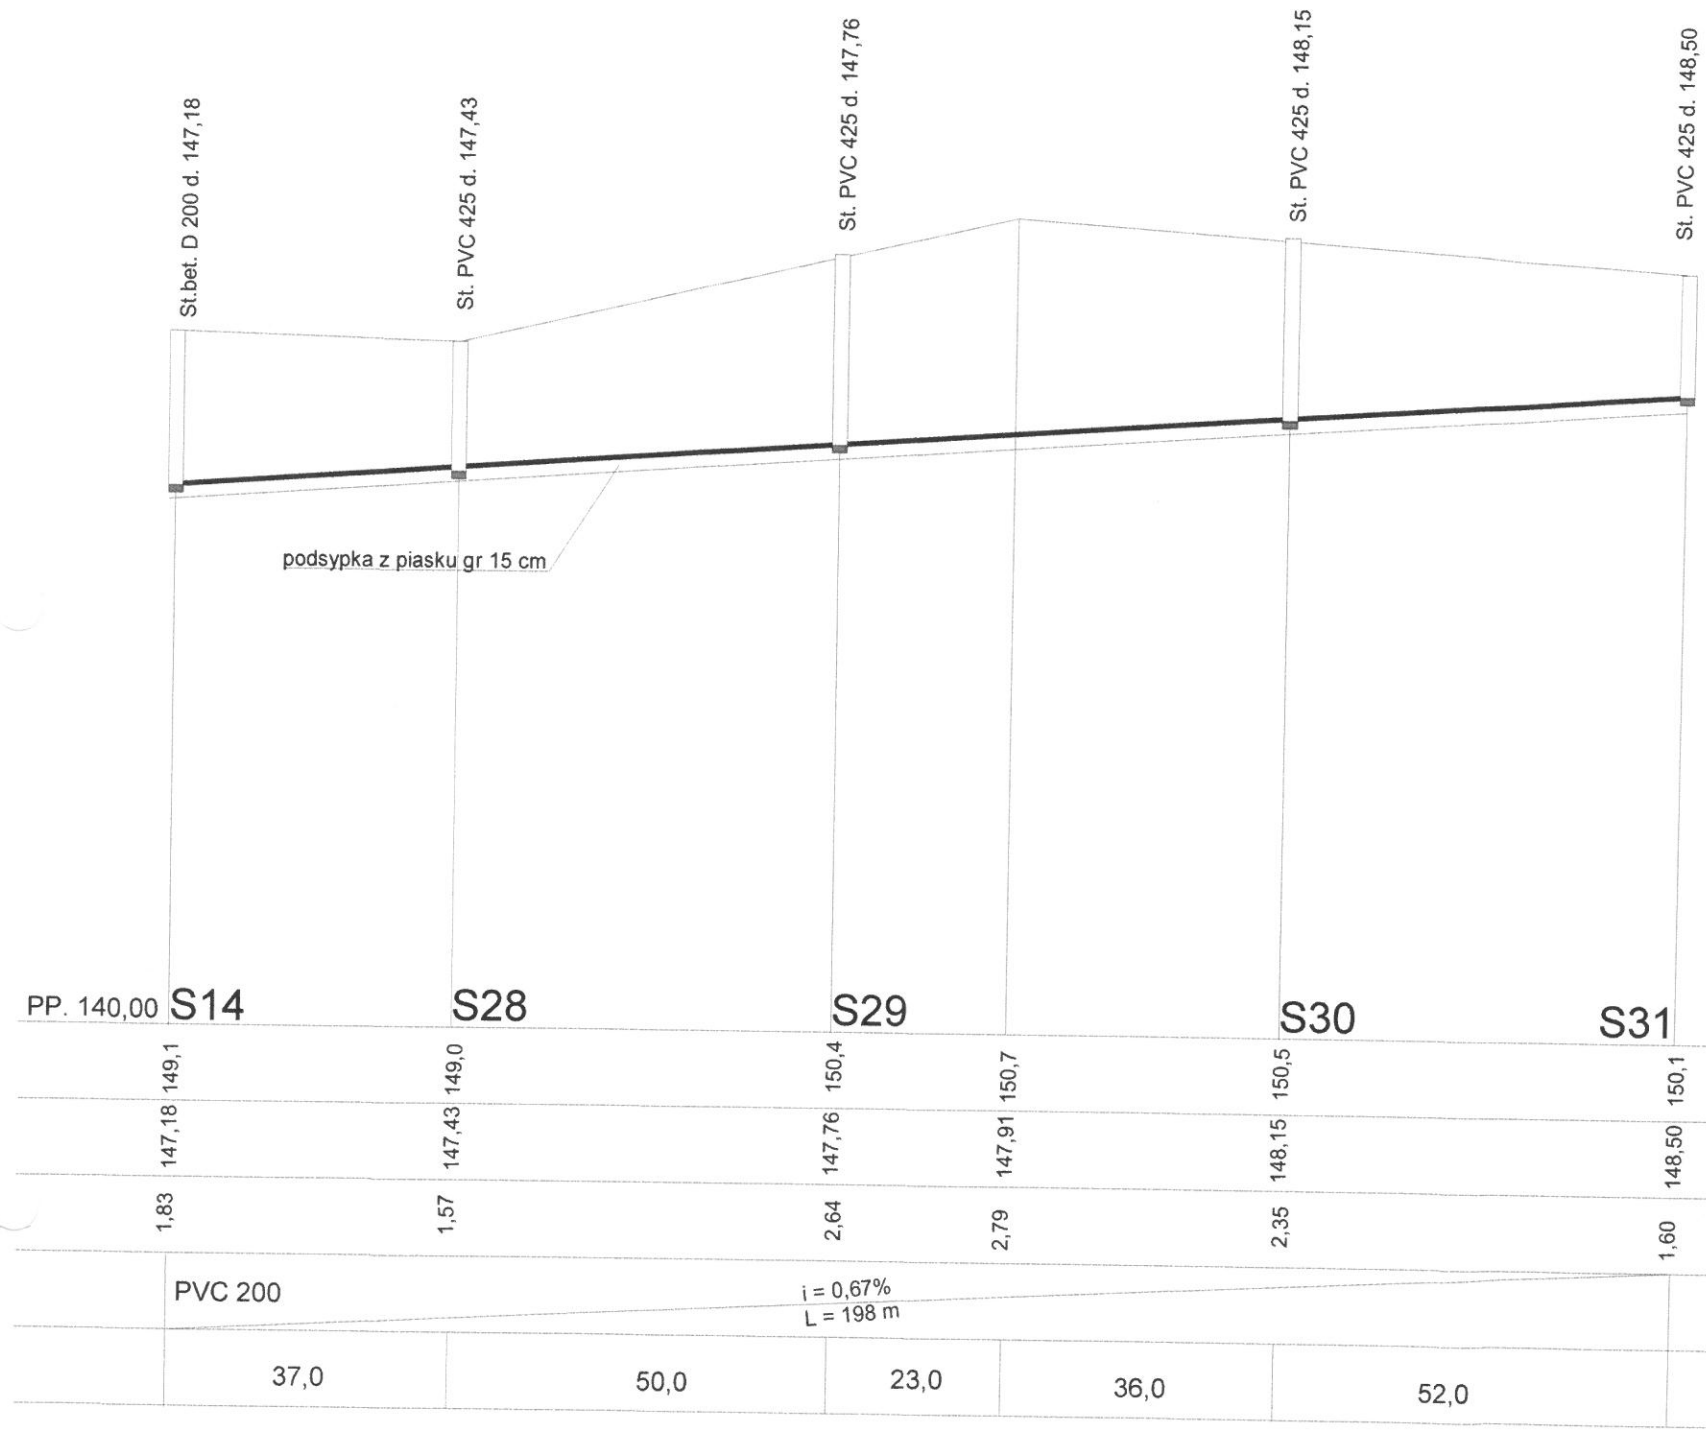 St.bet. D 200 d. 147,18
St. PVC 425 d. 147,43
St. PVC 425 d. 147,76
St. PVC 425 d. 148,15
St. PVC 425 d. 148,50
podsypka z piasku gr 15 cm
PP. 140,00 S14 S28 S29 S30 S31
149,1 149,0 150,4 150,7 150,5 150,1
147,18 147,43 147,76 147,91 148,15 148,50
1,83 1,57 2,64 2,79 2,35 1,60
PVC 200
i = 0,67%
L = 198 m
37,0 50,0 23,0 36,0 52,0